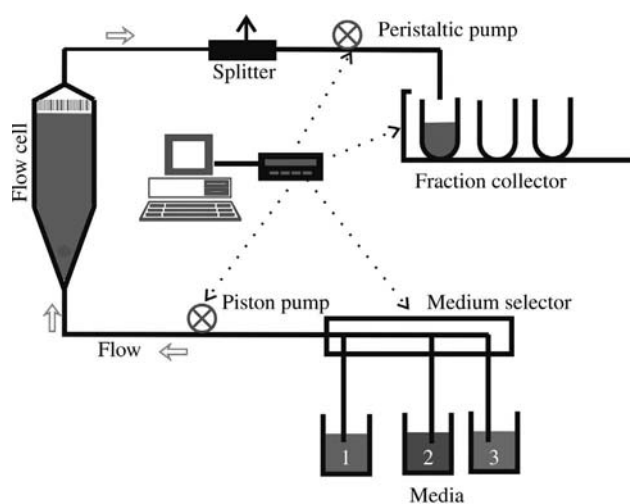 Peristaltic pump
Splitter
Flow cell
Fraction collector
Piston pump
Medium selector
Flow
1
2
3
Media